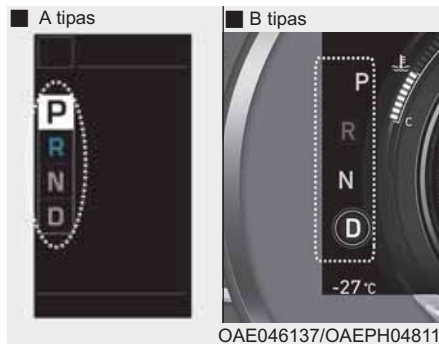 A tipas
B tipas
P
R
N
D
P
R
N
D
C
-27°C
OAE046137/OAEPH04811